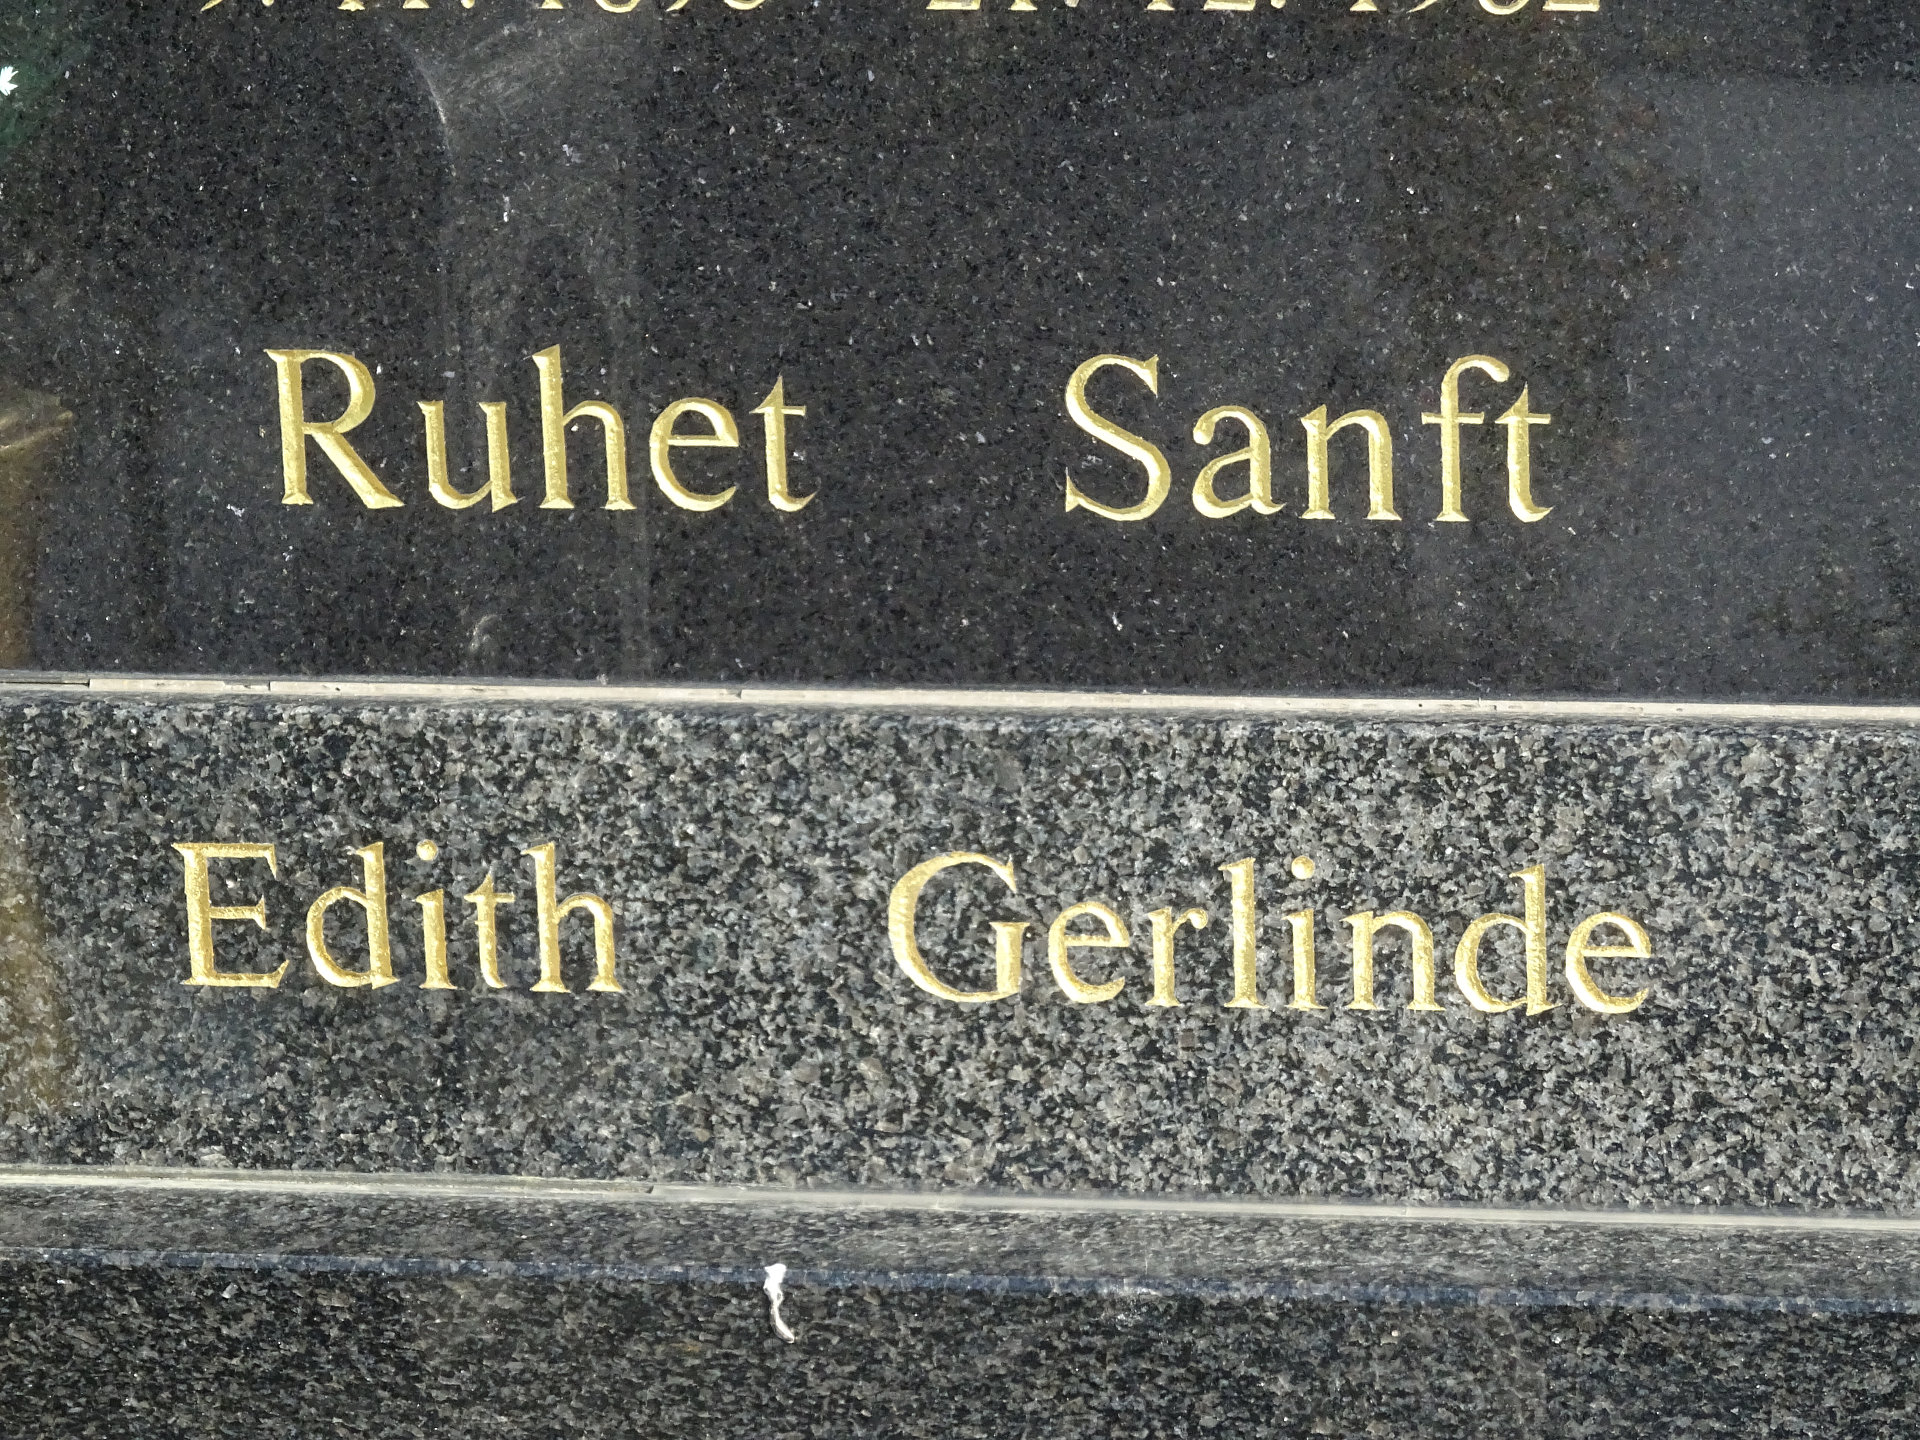 Ruhet Sanft
Edith Gerlinde